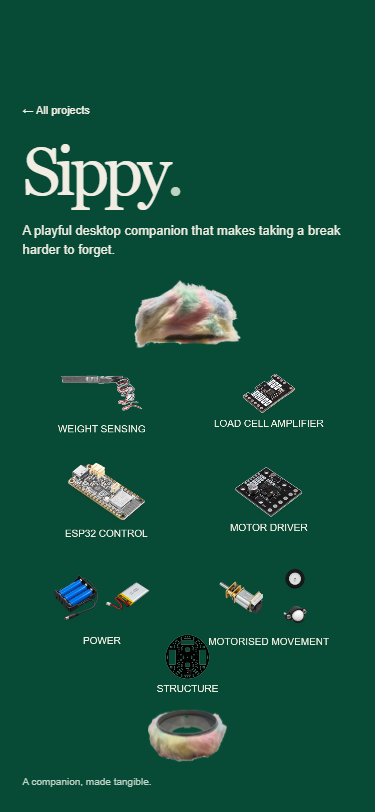 ← All projects
Sippy.
A playful desktop companion that makes taking a break
harder to forget.
WEIGHT SENSING
LOAD CELL AMPLIFIER
ESP32 CONTROL
MOTOR DRIVER
POWER
MOTORISED MOVEMENT
STRUCTURE
A companion, made tangible.